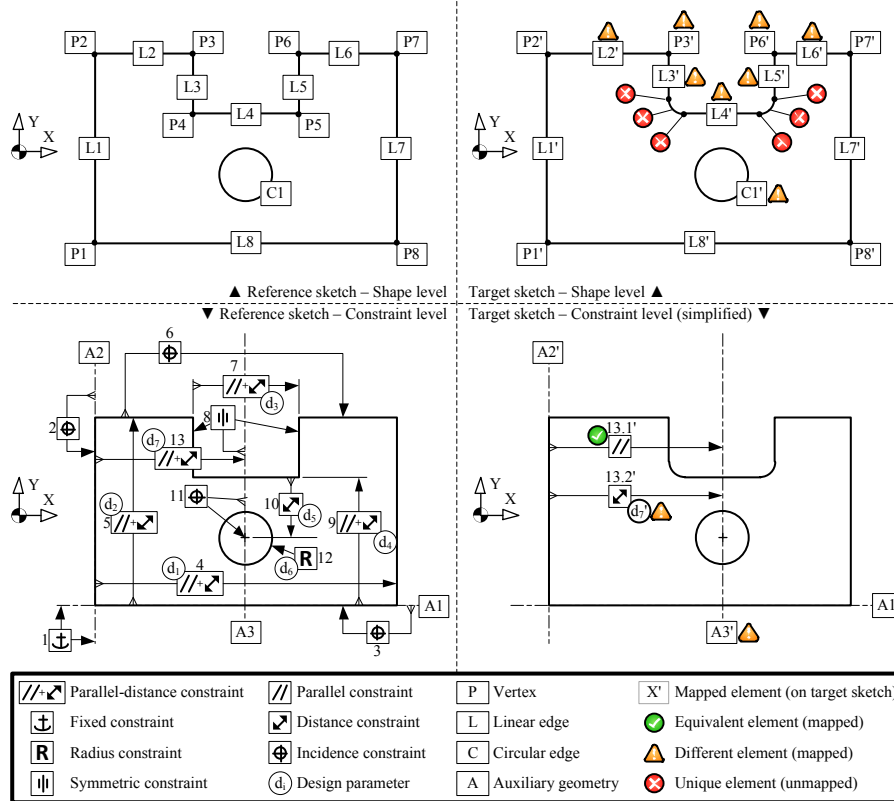 P2 L2 P3 P6 L6 P7
L3 L5
P4 L4 P5
Y
X
L1 L7
C1
P1 L8 P8
▲ Reference sketch – Shape level
P2' L2' P3' P6' L6' P7'
L3' L5'
L4'
Y
X
L1' L7'
C1'
P1' L8' P8'
Target sketch – Shape level ▲
▼ Reference sketch – Constraint level
6
A2
7
d3
8
2
d7 13
11
Y
X
d2
5
10 d5
9 d4
R 12
d6
d1 4
A1
1
A3
3
Target sketch – Constraint level (simplified) ▼
A2'
13.1'
13.2'
d7'
Y
X
A1'
A3'
Parallel-distance constraint
Parallel constraint
P Vertex
X' Mapped element (on target sketch)
Fixed constraint
Distance constraint
L Linear edge
Equivalent element (mapped)
R Radius constraint
Incidence constraint
C Circular edge
Different element (mapped)
Symmetric constraint
di Design parameter
A Auxiliary geometry
Unique element (unmapped)